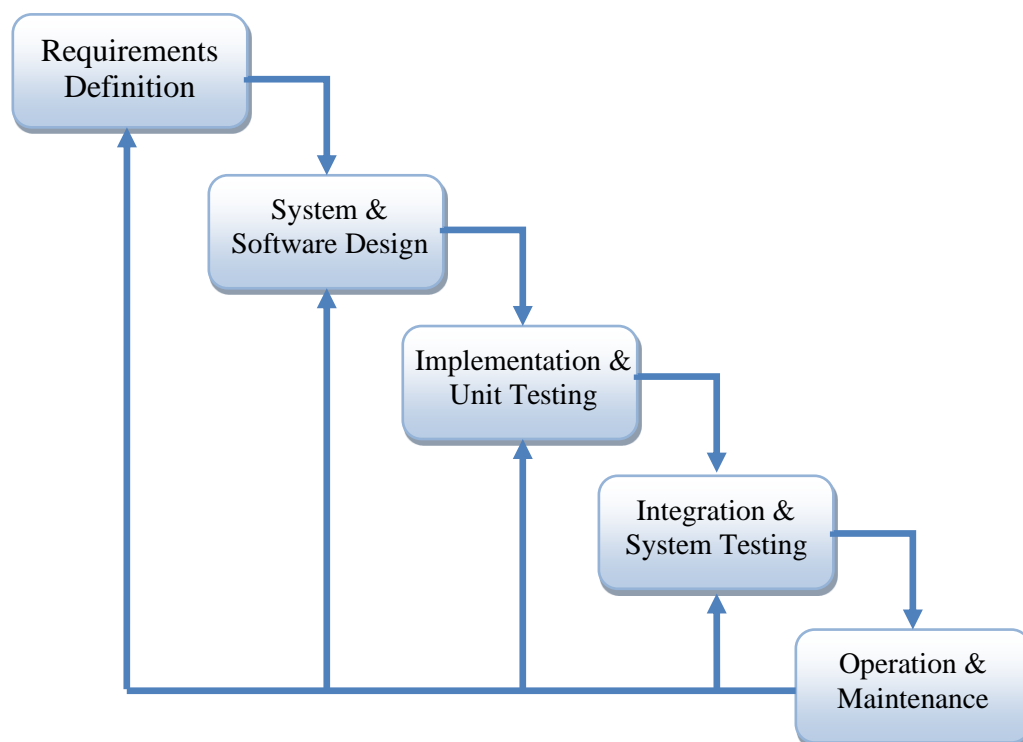 Requirements
Definition
System &
Software Design
Implementation &
Unit Testing
Integration &
System Testing
Operation &
Maintenance